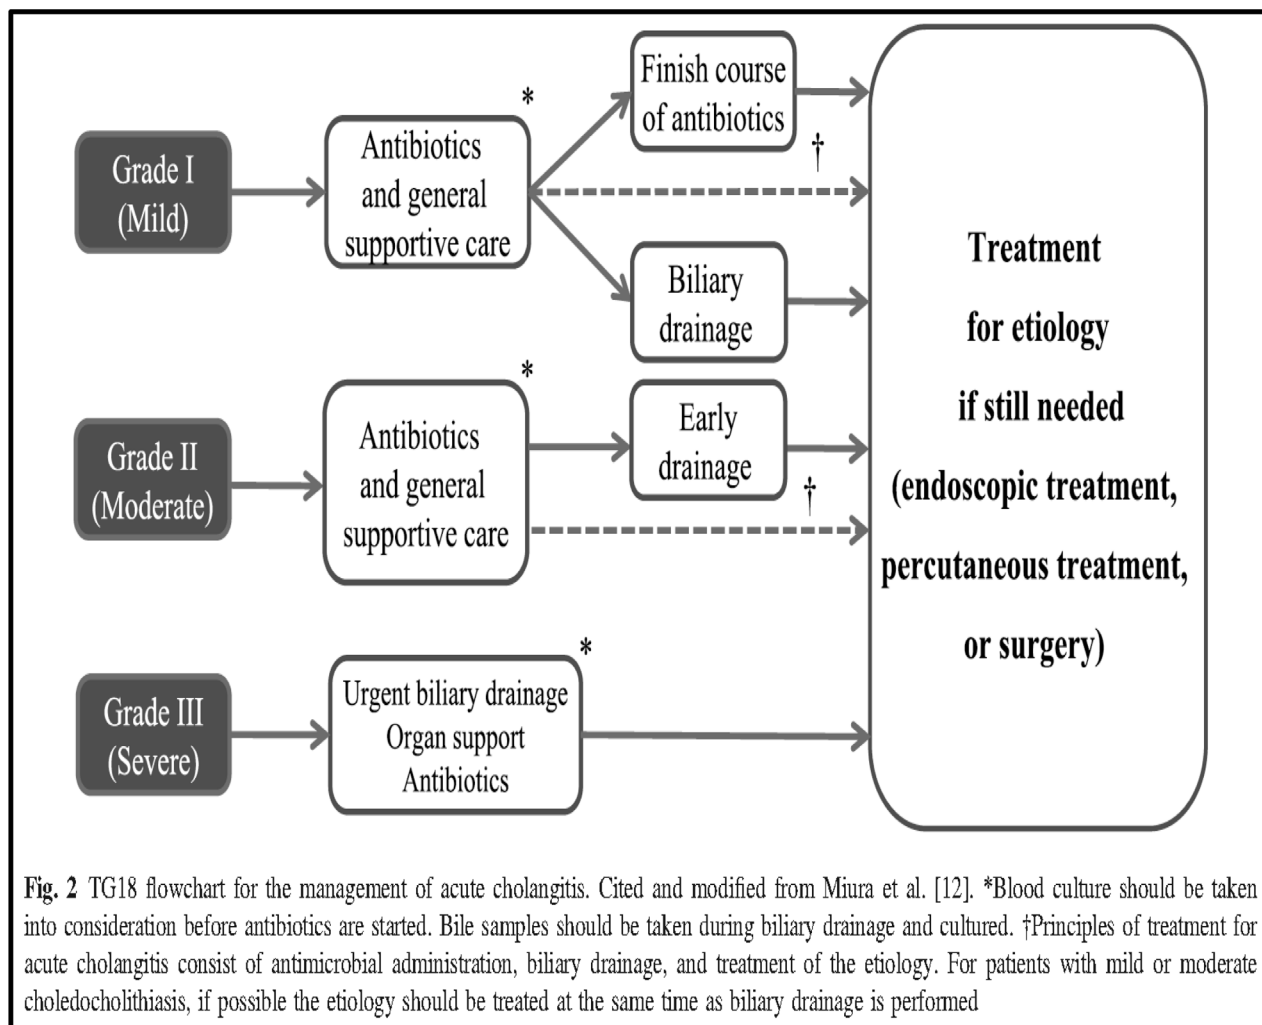 Grade I
(Mild)
*
Antibiotics
and general
supportive care
Finish course
of antibiotics
†
Biliary
drainage
Grade II
(Moderate)
*
Antibiotics
and general
supportive care
Early
drainage
†
Grade III
(Severe)
*
Urgent biliary drainage
Organ support
Antibiotics
Treatment
for etiology
if still needed
(endoscopic treatment,
percutaneous treatment,
or surgery)
Fig. 2 TG18 flowchart for the management of acute cholangitis. Cited and modified from Miura et al. [12]. *Blood culture should be taken
into consideration before antibiotics are started. Bile samples should be taken during biliary drainage and cultured. †Principles of treatment for
acute cholangitis consist of antimicrobial administration, biliary drainage, and treatment of the etiology. For patients with mild or moderate
choledocholithiasis, if possible the etiology should be treated at the same time as biliary drainage is performed